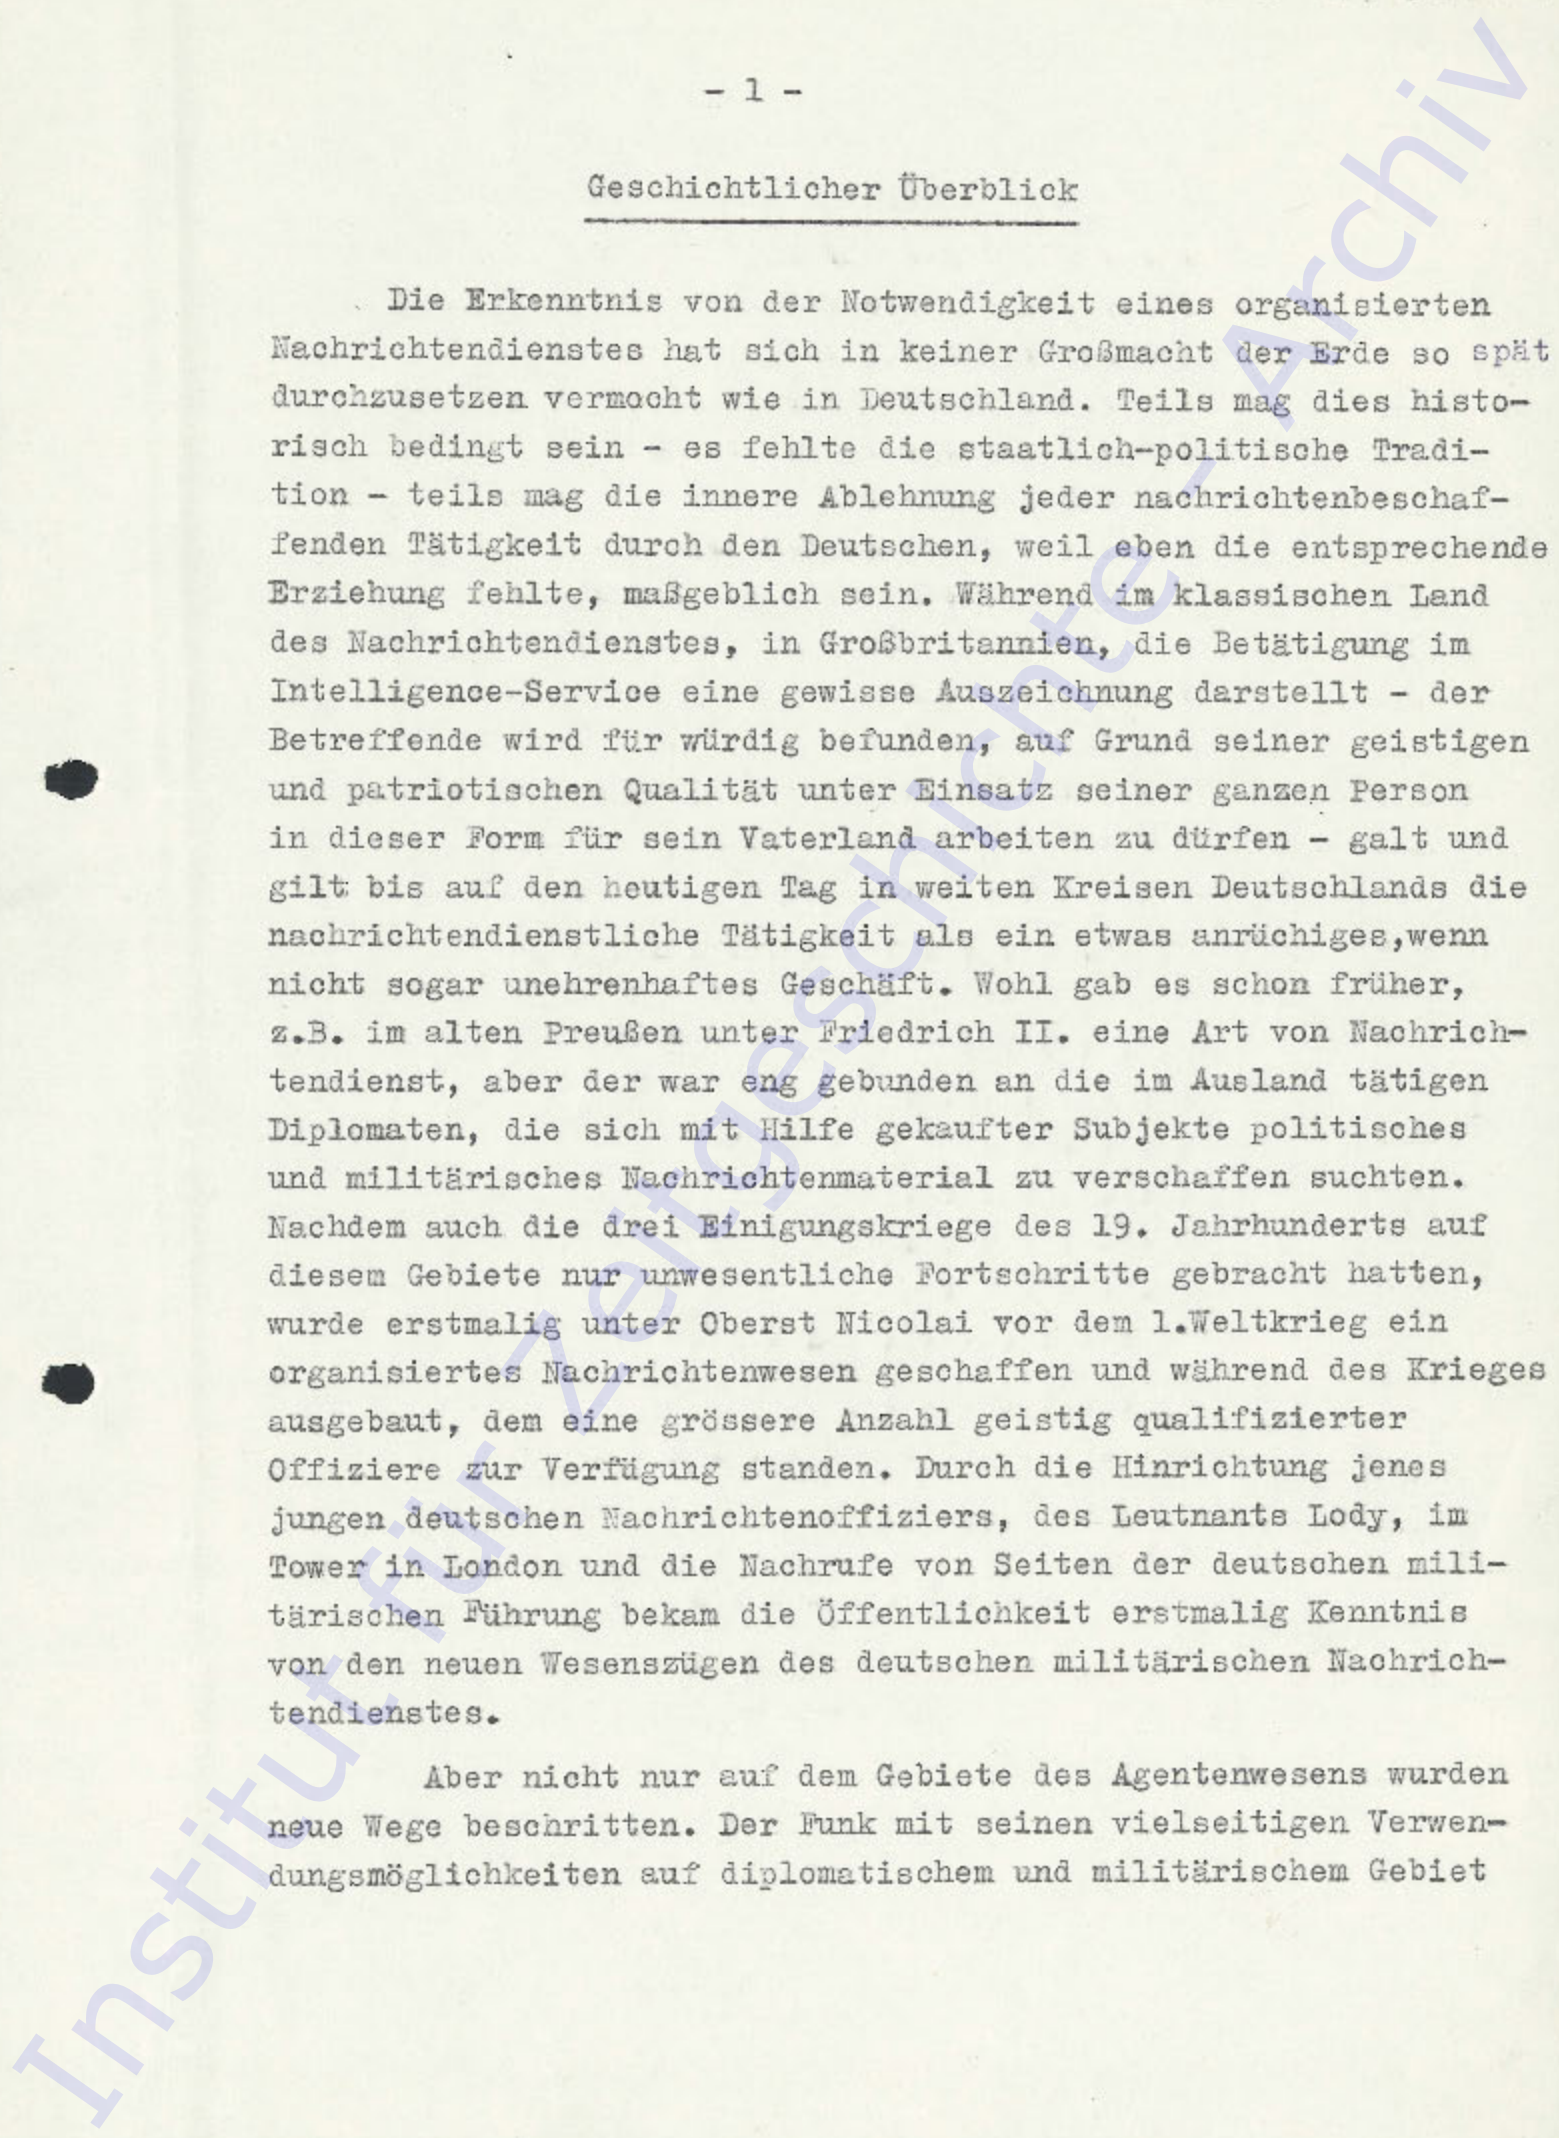 - 1 -
Geschichtlicher Überblick
Die Erkenntnis von der Notwendigkeit eines organisierten
Nachrichtendienstes hat sich in keiner Großmacht der Erde so spät
durchzusetzen vermocht wie in Deutschland. Teils mag dies histo-
risch bedingt sein - es fehlte die staatlich-politische Tradi-
tion - teils mag die innere Ablehnung jeder nachrichtenbeschaf-
fenden Tätigkeit durch den Deutschen, weil eben die entsprechende
Erziehung fehlte, maßgeblich sein. Während im klassischen Land
des Nachrichtendienstes, in Großbritannien, die Betätigung im
Intelligence-Service eine gewisse Auszeichnung darstellt - der
Betreffende wird für würdig befunden, auf Grund seiner geistigen
und patriotischen Qualität unter Einsatz seiner ganzen Person
in dieser Form für sein Vaterland arbeiten zu dürfen - galt und
gilt bis auf den heutigen Tag in weiten Kreisen Deutschlands die
nachrichtendienstliche Tätigkeit als ein etwas anrüchiges,wenn
nicht sogar unehrenhaftes Geschäft. Wohl gab es schon früher,
z.B. im alten Preußen unter Friedrich II. eine Art von Nachrich-
tendienst, aber der war eng gebunden an die im Ausland tätigen
Diplomaten, die sich mit Hilfe gekaufter Subjekte politisches
und militärisches Nachrichtenmaterial zu verschaffen suchten.
Nachdem auch die drei Einigungskriege des 19. Jahrhunderts auf
diesem Gebiete nur unwesentliche Fortschritte gebracht hatten,
wurde erstmalig unter Oberst Nicolai vor dem 1.Weltkrieg ein
organisiertes Nachrichtenwesen geschaffen und während des Krieges
ausgebaut, dem eine grössere Anzahl geistig qualifizierter
Offiziere zur Verfügung standen. Durch die Hinrichtung jenes
jungen deutschen Nachrichtenoffiziers, des Leutnants Lody, im
Tower in London und die Nachrufe von Seiten der deutschen mili-
tärischen Führung bekam die Öffentlichkeit erstmalig Kenntnis
von den neuen Wesenszügen des deutschen militärischen Nachrich-
tendienstes.
Aber nicht nur auf dem Gebiete des Agentenwesens wurden
neue Wege beschritten. Der Funk mit seinen vielseitigen Verwen-
dungsmöglichkeiten auf diplomatischem und militärischem Gebiet
Institut für Zeitgeschichte - Archiv